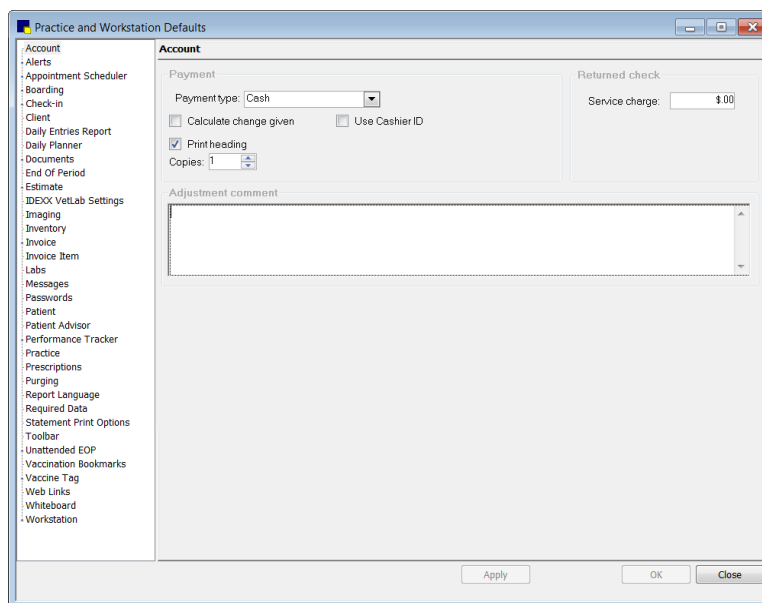 Practice and Workstation Defaults
Account
Alerts
Appointment Scheduler
Boarding
Check-in
Client
Daily Entries Report
Daily Planner
Documents
End Of Period
Estimate
IDEXX VetLab Settings
Imaging
Inventory
Invoice
Invoice Item
Labs
Messages
Passwords
Patient
Patient Advisor
Performance Tracker
Practice
Prescriptions
Purging
Report Language
Required Data
Statement Print Options
Toolbar
Unattended EOP
Vaccination Bookmarks
Vaccine Tag
Web Links
Whiteboard
Workstation
Account
Payment
Payment type: Cash
Calculate change given Use Cashier ID
Print heading
Copies: 1
Returned check
Service charge: $.00
Adjustment comment
Apply OK Close